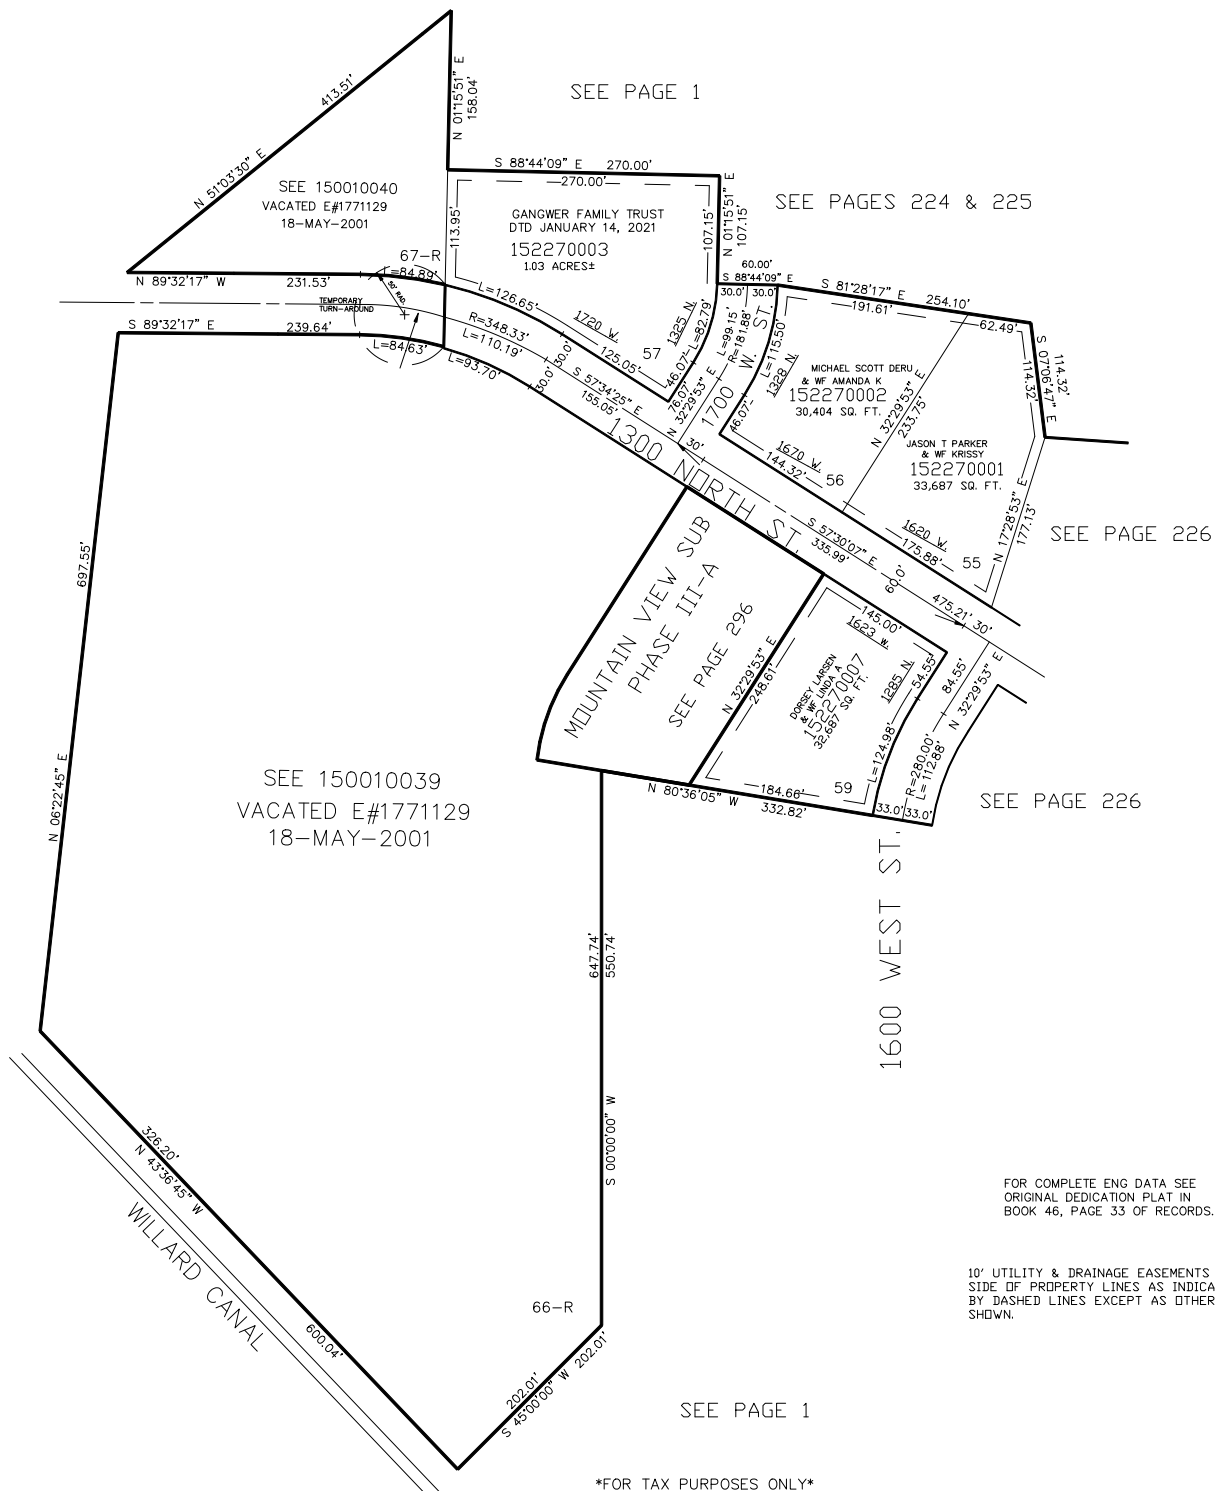 413.51'
N 51°03'30" E
N 01°15'51" E
158.04'
SEE PAGE 1
SEE 150010040
VACATED E#1771129
18-MAY-2001
S 88°44'09" E 270.00'
270.00'
113.95'
GANGWER FAMILY TRUST
DTD JANUARY 14, 2021
152270003
1.03 ACRES±
107.15'
N 01°15'51" E
107.15'
SEE PAGES 224 & 225
67-R
L=84.89'
N 89°32'17" W 231.53'
50' RAD.
TEMPORARY
TURN-AROUND
S 89°32'17" E 239.64'
L=84.63'
L=126.65'
R=348.33'
L=110.19'
L=93.70'
30.0'
30.0'
1720 W.
125.05'
1325 N.
57
S 57°34'25" E
155.05'
46.07'
L=82.79'
76.07'
N 32°29'53" E
60.00'
S 88°44'09" E
30.0' 30.0'
L=99.15'
R=181.88'
1700 W. ST.
L=115.50'
1328 N.
46.07'
30'
S 81°28'17" E 254.10'
191.61'
62.49'
S 07°06'47" E
114.32'
114.32'
MICHAEL SCOTT DERU
& WF AMANDA K
152270002
30,404 SQ. FT.
N 32°29'53" E
233.75'
1670 W.
144.32'
56
JASON T PARKER
& WF KRISSY
152270001
33,687 SQ. FT.
N 17°28'53" E
177.13'
1620 W.
175.88'
55
SEE PAGE 226
1300 NORTH ST.
S 57°30'07" E
335.99'
60.0'
475.21'
30'
MOUNTAIN VIEW SUB
PHASE III-A
SEE PAGE 296
N 32°29'53" E
248.61'
145.00'
1623 W.
DORSEY LARSEN
& WF LINDA A
152270007
32,687 SQ. FT.
1285 N.
54.55'
L=124.98'
84.55'
N 32°29'53" E
R=280.00'
L=112.88'
184.66'
59
N 80°36'05" W 332.82'
33.0' 33.0'
SEE PAGE 226
1600 WEST ST.
697.55'
N 06°22'45" E
SEE 150010039
VACATED E#1771129
18-MAY-2001
647.74'
550.74'
S 00°00'00" W
326.20'
N 43°36'45" W
WILLARD CANAL
600.04'
66-R
202.01'
S 45°00'00" W 202.01'
FOR COMPLETE ENG DATA SEE
ORIGINAL DEDICATION PLAT IN
BOOK 46, PAGE 33 OF RECORDS.
10' UTILITY & DRAINAGE EASEMENTS
SIDE OF PROPERTY LINES AS INDICA
BY DASHED LINES EXCEPT AS OTHER
SHOWN.
SEE PAGE 1
*FOR TAX PURPOSES ONLY*